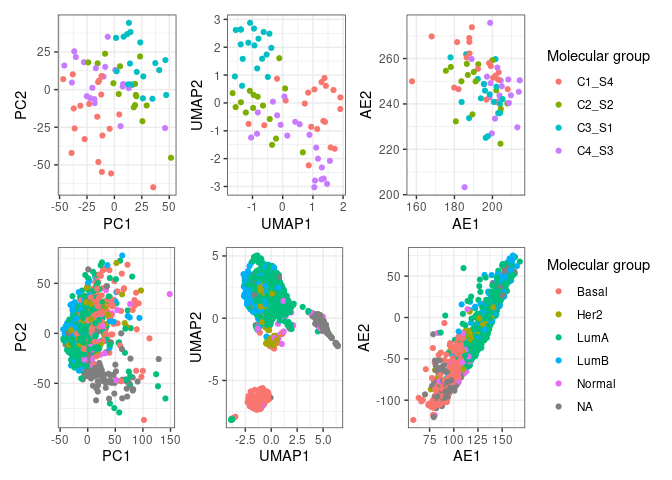 25
0
-25
-50
-50
-25
0
25
50
PC1
PC2
3
2
1
0
-1
-2
-3
-1
0
1
2
UMAP1
UMAP2
260
240
220
200
160
180
200
AE1
AE2
Molecular group
C1_S4
C2_S2
C3_S1
C4_S3
50
0
-50
-50
0
50
100
150
PC1
PC2
5
0
-5
-2.5
0.0
2.5
5.0
UMAP1
UMAP2
50
0
-50
-100
75
100
125
150
AE1
AE2
Molecular group
Basal
Her2
LumA
LumB
Normal
NA